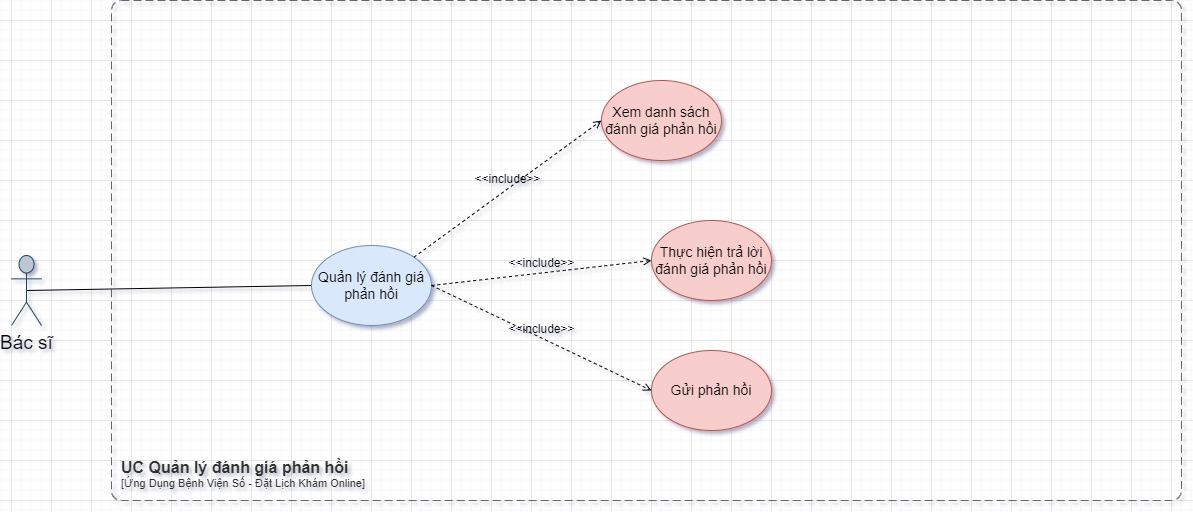 Xem danh sách
đánh giá phản hồi
<<include>>
Thực hiện trả lời
đánh giá phản hồi
<<include>>
Quản lý đánh giá
phản hồi
<<include>>
Bác sĩ
Gửi phản hồi
UC Quản lý đánh giá phản hồi
[Ứng Dụng Bệnh Viện Số - Đặt Lịch Khám Online]